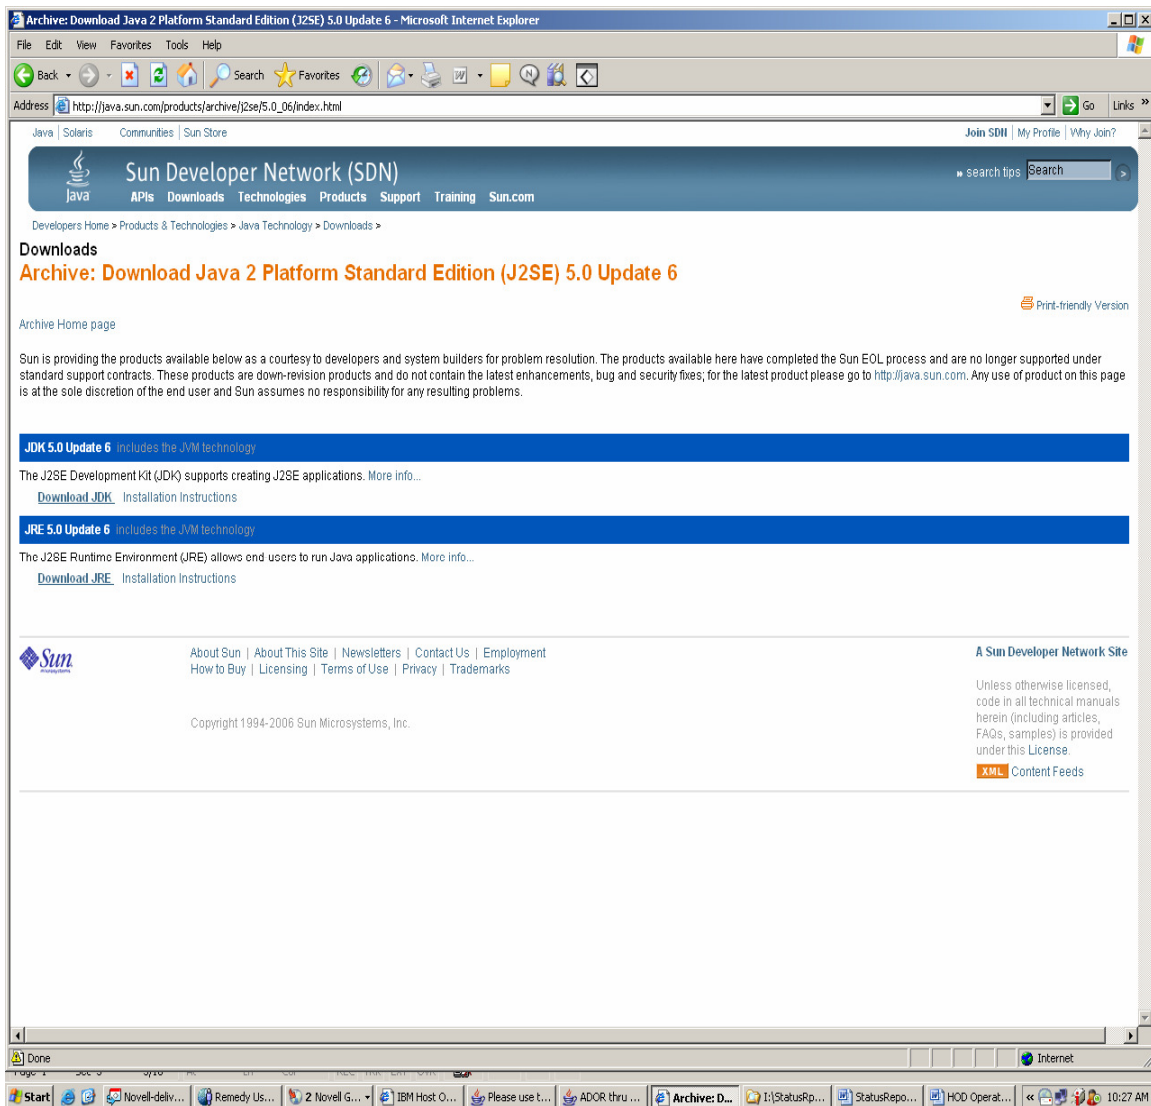 Archive: Download Java 2 Platform Standard Edition (J2SE) 5.0 Update 6 - Microsoft Internet Explorer
File Edit View Favorites Tools Help
Back Search Favorites
Address http://java.sun.com/products/archive/j2se/5.0_06/index.html Go Links »
Java | Solaris Communities | Sun Store Join SDN | My Profile | Why Join?
Java Sun Developer Network (SDN) » search tips Search
APIs Downloads Technologies Products Support Training Sun.com
Developers Home > Products & Technologies > Java Technology > Downloads >
Downloads
Archive: Download Java 2 Platform Standard Edition (J2SE) 5.0 Update 6
Print-friendly Version
Archive Home page
Sun is providing the products available below as a courtesy to developers and system builders for problem resolution. The products available here have completed the Sun EOL process and are no longer supported under
standard support contracts. These products are down-revision products and do not contain the latest enhancements, bug and security fixes; for the latest product please go to http://java.sun.com. Any use of product on this page
is at the sole discretion of the end user and Sun assumes no responsibility for any resulting problems.
JDK 5.0 Update 6 includes the JVM technology
The J2SE Development Kit (JDK) supports creating J2SE applications. More info...
Download JDK Installation Instructions
JRE 5.0 Update 6 includes the JVM technology
The J2SE Runtime Environment (JRE) allows end-users to run Java applications. More info...
Download JRE Installation Instructions
Sun About Sun | About This Site | Newsletters | Contact Us | Employment
How to Buy | Licensing | Terms of Use | Privacy | Trademarks
Copyright 1994-2006 Sun Microsystems, Inc.
A Sun Developer Network Site
Unless otherwise licensed,
code in all technical manuals
herein (including articles,
FAQs, samples) is provided
under this License.
XML Content Feeds
Done Internet
Start Novell-deliv... Remedy Us... 2 Novell G... IBM Host O... Please use t... ADOR thru ... Archive: D... I:\StatusRp... StatusRepo... HOD Operat... « 10:27 AM